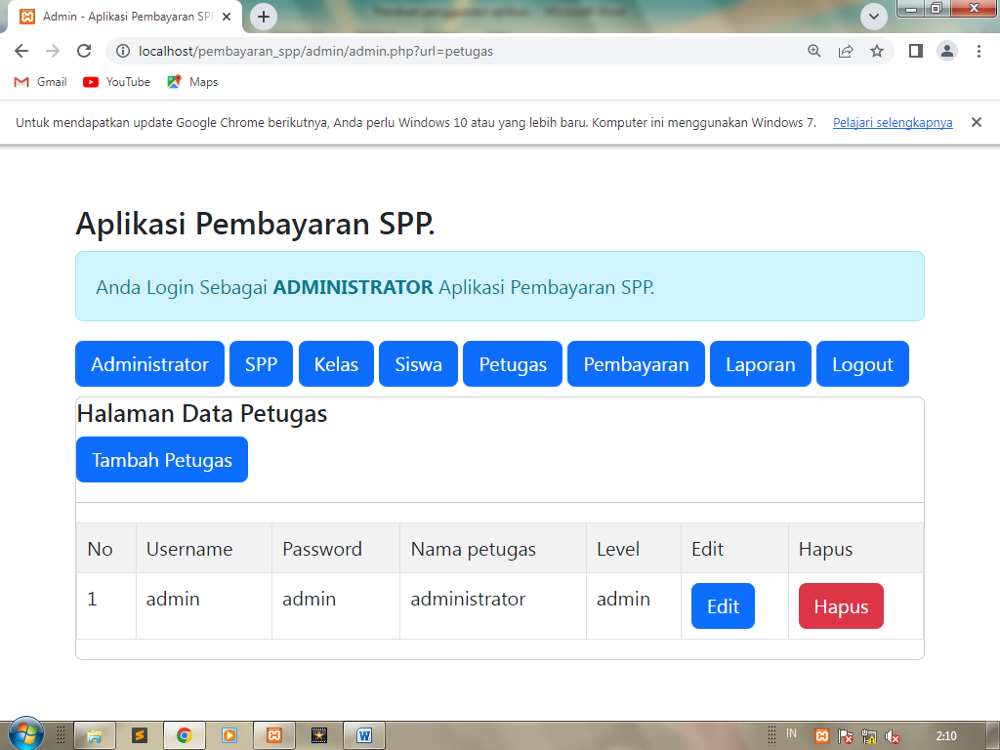 Admin - Aplikasi Pembayaran SP
localhost/pembayaran_spp/admin/admin.php?url=petugas
Gmail YouTube Maps
Untuk mendapatkan update Google Chrome berikutnya, Anda perlu Windows 10 atau yang lebih baru. Komputer ini menggunakan Windows 7. Pelajari selengkapnya
Aplikasi Pembayaran SPP.
Anda Login Sebagai ADMINISTRATOR Aplikasi Pembayaran SPP.
Administrator SPP Kelas Siswa Petugas Pembayaran Laporan Logout
Halaman Data Petugas
Tambah Petugas
No Username Password Nama petugas Level Edit Hapus
1 admin admin administrator admin Edit Hapus
IN 2:10